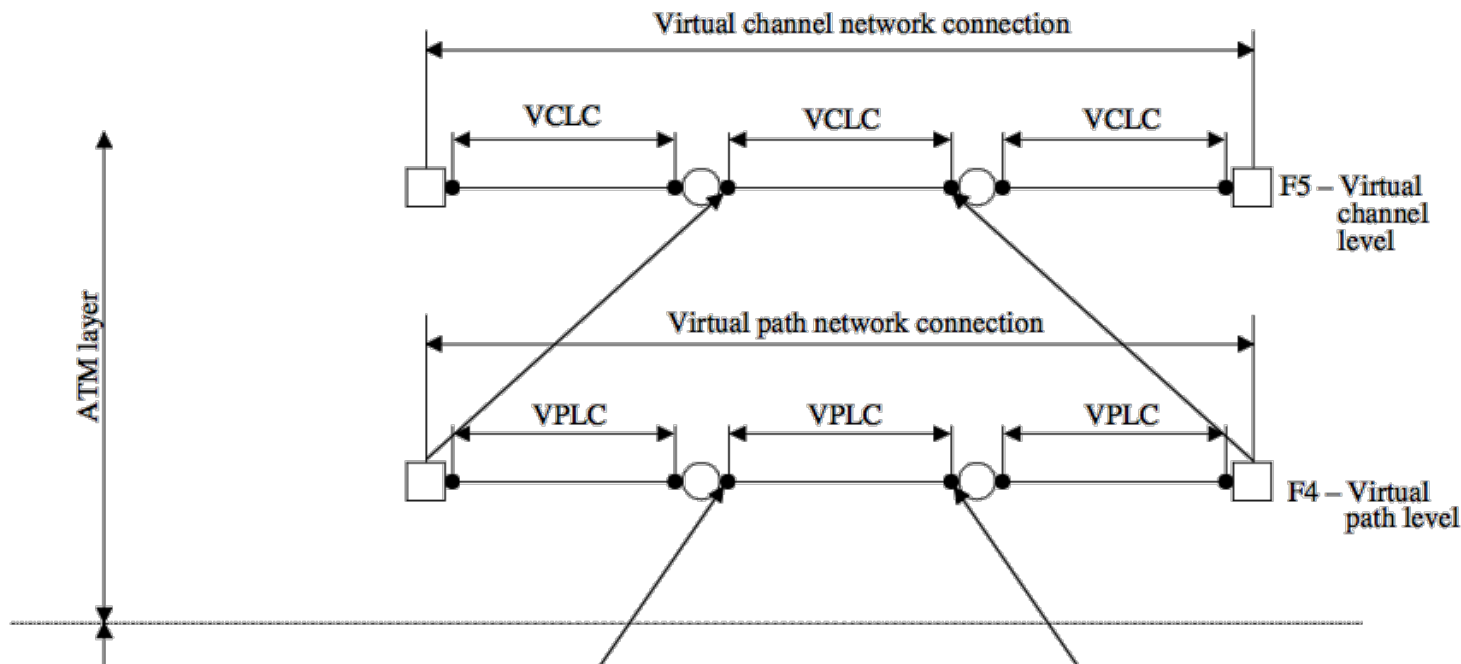 Virtual channel network connection
VCLC
VCLC
VCLC
F5 – Virtual
channel
level
ATM layer
Virtual path network connection
VPLC
VPLC
VPLC
F4 – Virtual
path level